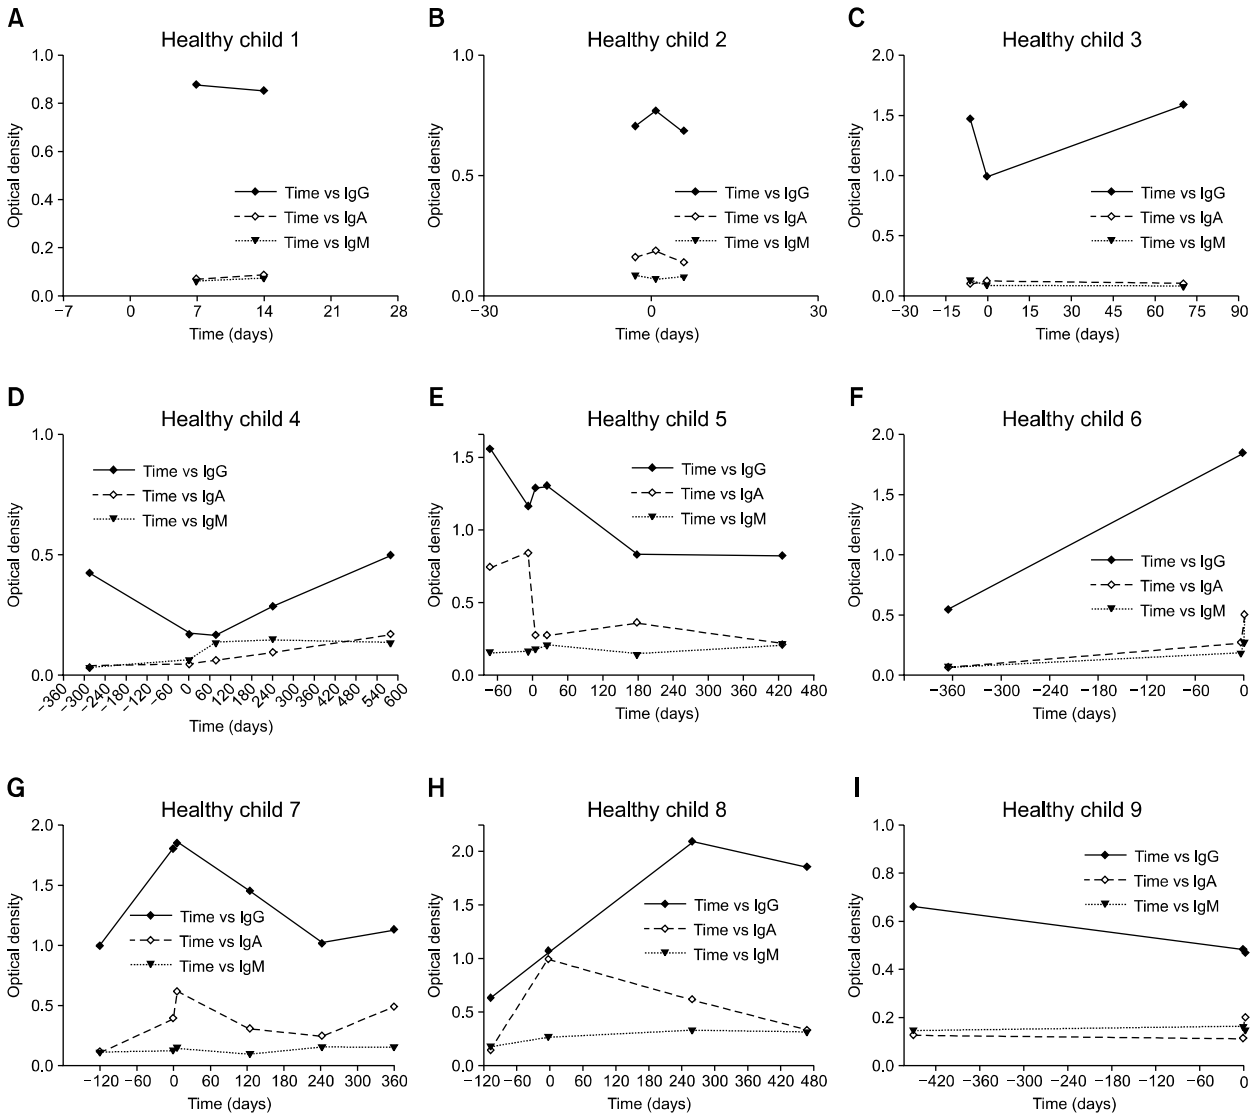 A
Healthy child 1
Optical density
1.0
0.8
0.6
0.4
0.2
0.0
Time vs IgG
Time vs IgA
Time vs IgM
−7 0 7 14 21 28
Time (days)
B
Healthy child 2
Optical density
1.0
0.5
0.0
Time vs IgG
Time vs IgA
Time vs IgM
−30 0 30
Time (days)
C
Healthy child 3
Optical density
2.0
1.5
1.0
0.5
0.0
Time vs IgG
Time vs IgA
Time vs IgM
−30 −15 0 15 30 45 60 75 90
Time (days)
D
Healthy child 4
Optical density
1.0
0.5
0.0
Time vs IgG
Time vs IgA
Time vs IgM
−360 −300 −240 −180 −120 −60 0 60 120 180 240 300 360 420 480 540 600
Time (days)
E
Healthy child 5
Optical density
1.5
1.0
0.5
0.0
Time vs IgG
Time vs IgA
Time vs IgM
−60 0 60 120 180 240 300 360 420 480
Time (days)
F
Healthy child 6
Optical density
2.0
1.5
1.0
0.5
0.0
Time vs IgG
Time vs IgA
Time vs IgM
−360 −300 −240 −180 −120 −60 0
Time (days)
G
Healthy child 7
Optical density
2.0
1.5
1.0
0.5
0.0
Time vs IgG
Time vs IgA
Time vs IgM
−120 0 60 120 180 240 300 360
Time (days)
H
Healthy child 8
Optical density
2.0
1.5
1.0
0.5
0.0
Time vs IgG
Time vs IgA
Time vs IgM
−120 −60 0 60 120 180 240 300 360 420 480
Time (days)
I
Healthy child 9
Optical density
1.0
0.8
0.6
0.4
0.2
0.0
Time vs IgG
Time vs IgA
Time vs IgM
−420 −360 −300 −240 −180 −120 −60 0
Time (days)